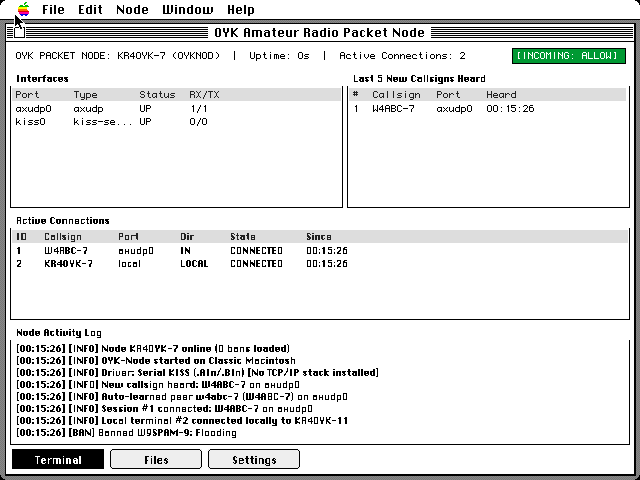 File Edit Node Window Help
OYK Amateur Radio Packet Node
OYK PACKET NODE: KR4OYK-7 (OYKNOD) | Uptime: 0s | Active Connections: 2 [INCOMING: ALLOW]
Interfaces
Port Type Status RX/TX
axudp0 axudp UP 1/1
kiss0 kiss-se... UP 0/0
Last 5 New Callsigns Heard
# Callsign Port Heard
1 W4ABC-7 axudp0 00:15:26
Active Connections
ID Callsign Port Dir State Since
1 W4ABC-7 axudp0 IN CONNECTED 00:15:26
2 KR4OYK-7 local LOCAL CONNECTED 00:15:26
Node Activity Log
[00:15:26] [INFO] Node KR4OYK-7 online (0 bans loaded)
[00:15:26] [INFO] OYK-Node started on Classic Macintosh
[00:15:26] [INFO] Driver: Serial KISS (.AIn/.BIn) [No TCP/IP stack installed]
[00:15:26] [INFO] New callsign heard: W4ABC-7 on axudp0
[00:15:26] [INFO] Auto-learned peer w4abc-7 (W4ABC-7) on axudp0
[00:15:26] [INFO] Session #1 connected: W4ABC-7 on axudp0
[00:15:26] [INFO] Local terminal #2 connected locally to KR4OYK-11
[00:15:26] [BAN] Banned W9SPAM-9: Flooding
Terminal Files Settings